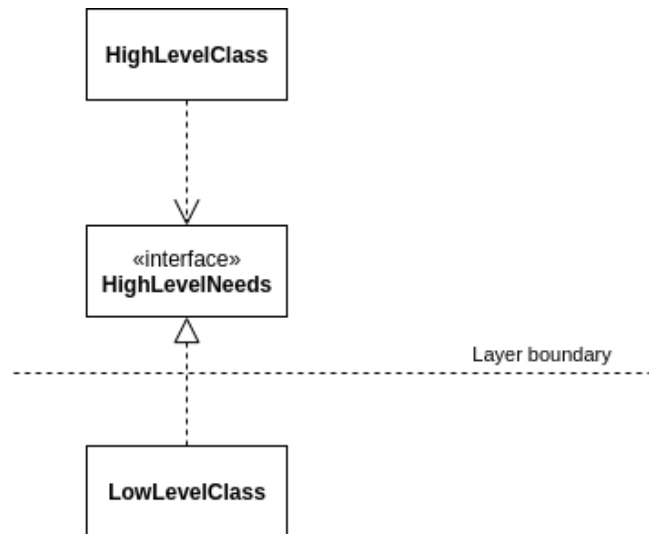 HighLevelClass
«interface»
HighLevelNeeds
Layer boundary
LowLevelClass